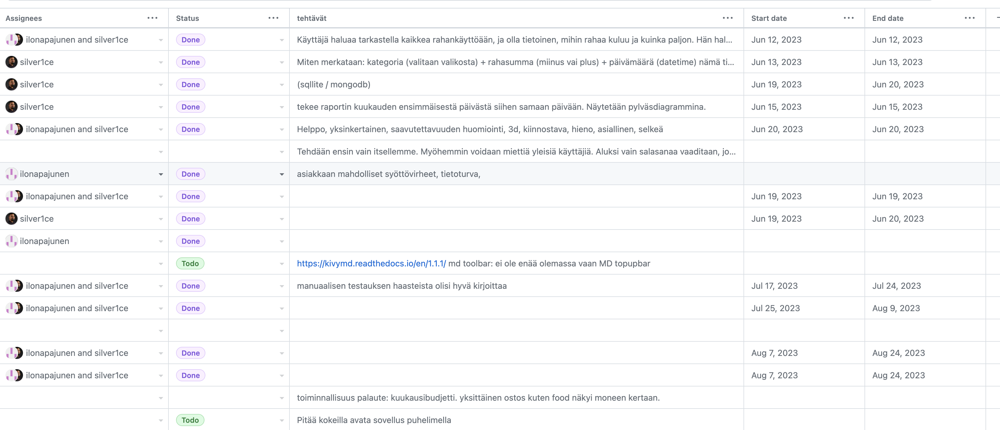 Assignees ... Status ... tehtävät ... Start date ... End date ...
ilonapajunen and silver1ce Done Käyttäjä haluaa tarkastella kaikkea rahankäyttöään, ja olla tietoinen, mihin rahaa kuluu ja kuinka paljon. Hän hal... Jun 12, 2023 Jun 12, 2023
silver1ce Done Miten merkataan: kategoria (valitaan valikosta) + rahasumma (miinus vai plus) + päivämäärä (datetime) nämä ti... Jun 13, 2023 Jun 13, 2023
silver1ce Done (sqllite / mongodb) Jun 19, 2023 Jun 20, 2023
silver1ce Done tekee raportin kuukauden ensimmäisestä päivästä siihen samaan päivään. Näytetään pylväsdiagrammina. Jun 15, 2023 Jun 15, 2023
ilonapajunen and silver1ce Done Helppo, yksinkertainen, saavutettavuuden huomiointi, 3d, kiinnostava, hieno, asiallinen, selkeä Jun 20, 2023 Jun 20, 2023
Tehdään ensin vain itsellemme. Myöhemmin voidaan miettiä yleisiä käyttäjiä. Aluksi vain salasanaa vaaditaan, jo...
ilonapajunen Done asiakkaan mahdolliset syöttövirheet, tietoturva,
ilonapajunen and silver1ce Done Jun 19, 2023 Jun 19, 2023
silver1ce Done Jun 19, 2023 Jun 20, 2023
ilonapajunen Done
Todo https://kivymd.readthedocs.io/en/1.1.1/ md toolbar: ei ole enää olemassa vaan MD topupbar
ilonapajunen and silver1ce Done manuaalisen testauksen haasteista olisi hyvä kirjoittaa Jul 17, 2023 Jul 24, 2023
ilonapajunen and silver1ce Done Jul 25, 2023 Aug 9, 2023
ilonapajunen and silver1ce Done Aug 7, 2023 Aug 24, 2023
ilonapajunen and silver1ce Done Aug 7, 2023 Aug 24, 2023
toiminnallisuus palaute: kuukausibudjetti. yksittäinen ostos kuten food näkyi moneen kertaan.
Todo Pitää kokeilla avata sovellus puhelimella